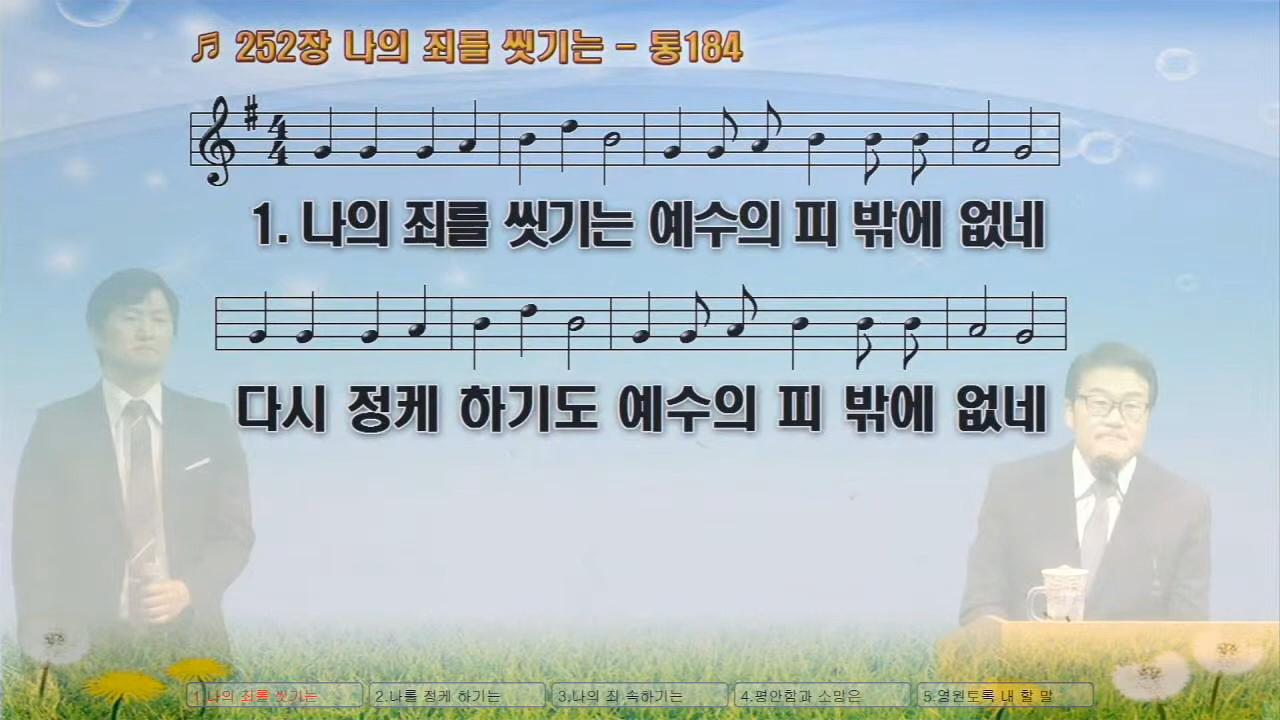 ♬ 252장 나의 죄를 씻기는 - 통184
1. 나의 죄를 씻기는 예수의 피 밖에 없네
다시 정케 하기도 예수의 피 밖에 없네
1.나의 죄를 씻기는 2.나를 정케 하기는 3.나의 죄 속하기는 4.평안함과 소망은 5.영원토록 내 할 말